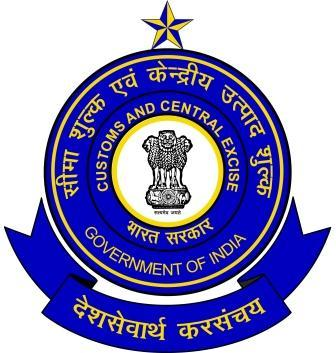 सीमा शुल्क एवं केन्द्रीय उत्पाद शुल्क
CUSTOMS AND CENTRAL EXCISE
सत्यमेव जयते
भारत सरकार
GOVERNMENT OF INDIA
देशसेवार्थ करसंचय